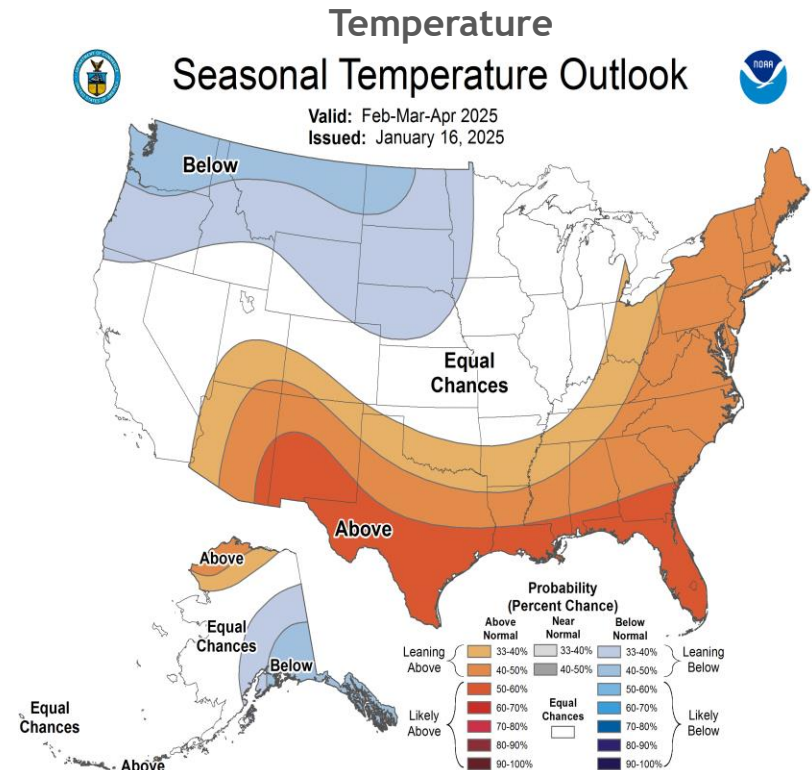 Temperature
Seasonal Temperature Outlook
NOAA
Valid: Feb-Mar-Apr 2025
Issued: January 16, 2025
Below
Equal
Chances
Above
Above
Equal
Chances
Below
Equal
Chances
Above
Probability
(Percent Chance)
Above
Normal
Near
Normal
Below
Normal
Leaning
Above
33-40%
33-40%
33-40%
Leaning
Below
40-50%
40-50%
40-50%
Likely
Above
50-60%
Equal
Chances
50-60%
Likely
Below
60-70%
60-70%
70-80%
70-80%
80-90%
80-90%
90-100%
90-100%